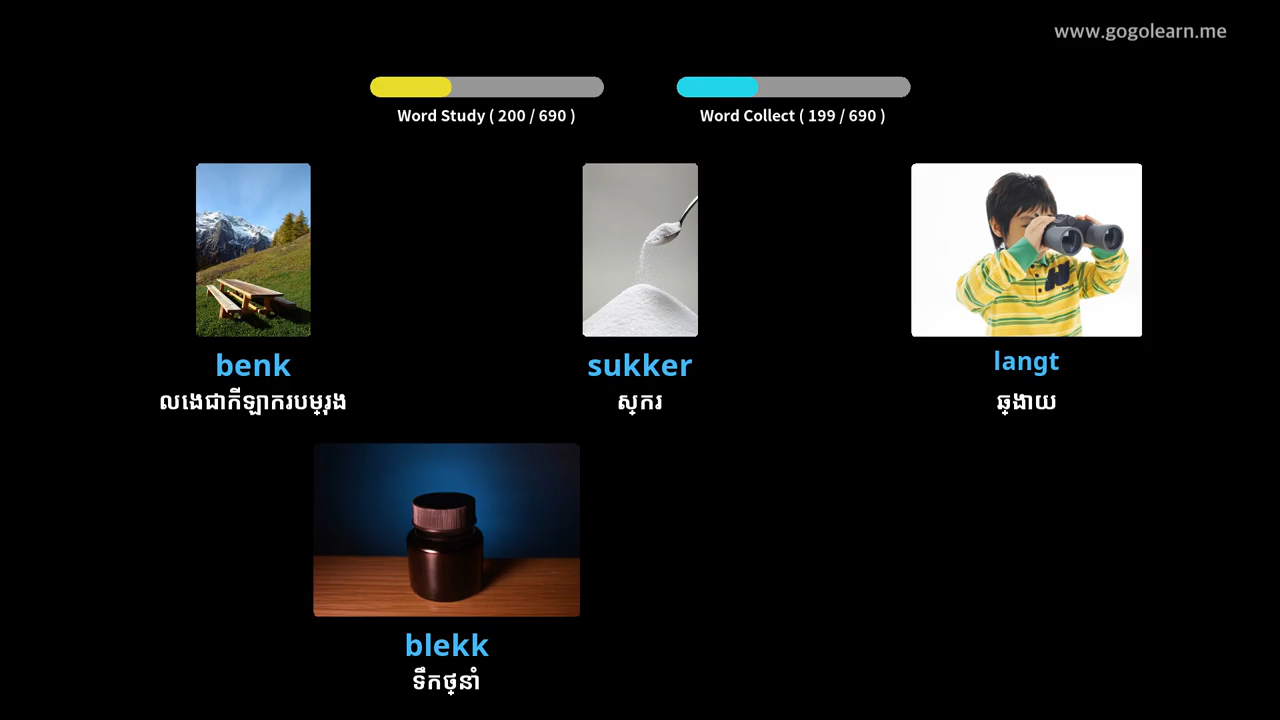 www.gogolearn.me
Word Study ( 200 / 690 )
Word Collect ( 199 / 690 )
benk
sukker
langt
លេងជាកីឡាករបម្រុង
ស្ករ
ឆ្ងាយ
blekk
ទឹកថ្នាំ